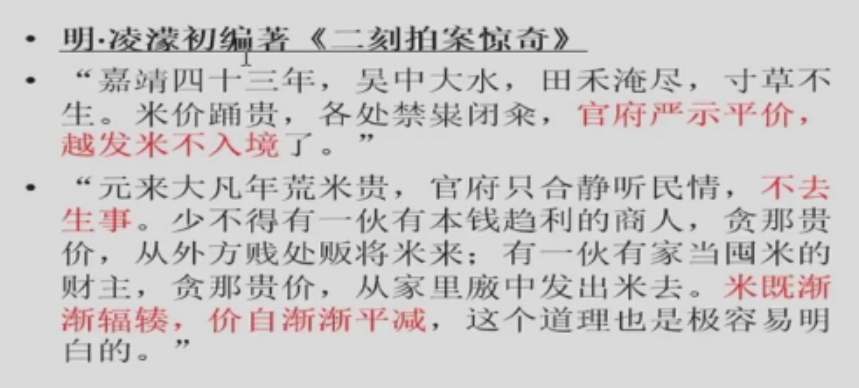 • 明·凌濛初编著《二刻拍案惊奇》
• “嘉靖四十三年，吴中大水，田禾淹尽，寸草不
生。米价踊贵，各处禁粜闭籴，官府严示平价，
越发米不入境了。”
• “元来大凡年荒米贵，官府只合静听民情，不去
生事。少不得有一伙有本钱趋利的商人，贪那贵
价，从外方贱处贩将米来；有一伙有家当囤米的
财主，贪那贵价，从家里廒中发出米去。米既渐
渐辐辏，价自渐渐平减，这个道理也是极容易明
白的。”